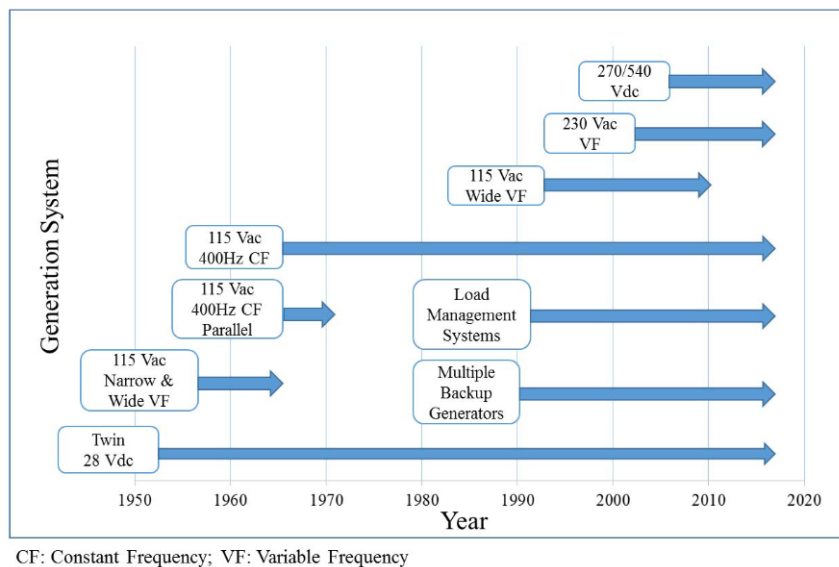 270/540
Vdc
230 Vac
VF
115 Vac
Wide VF
115 Vac
400Hz CF
115 Vac
400Hz CF
Parallel
Load
Management
Systems
115 Vac
Narrow &
Wide VF
Multiple
Backup
Generators
Twin
28 Vdc
Generation System
1950 1960 1970 1980 1990 2000 2010 2020
Year
CF: Constant Frequency; VF: Variable Frequency